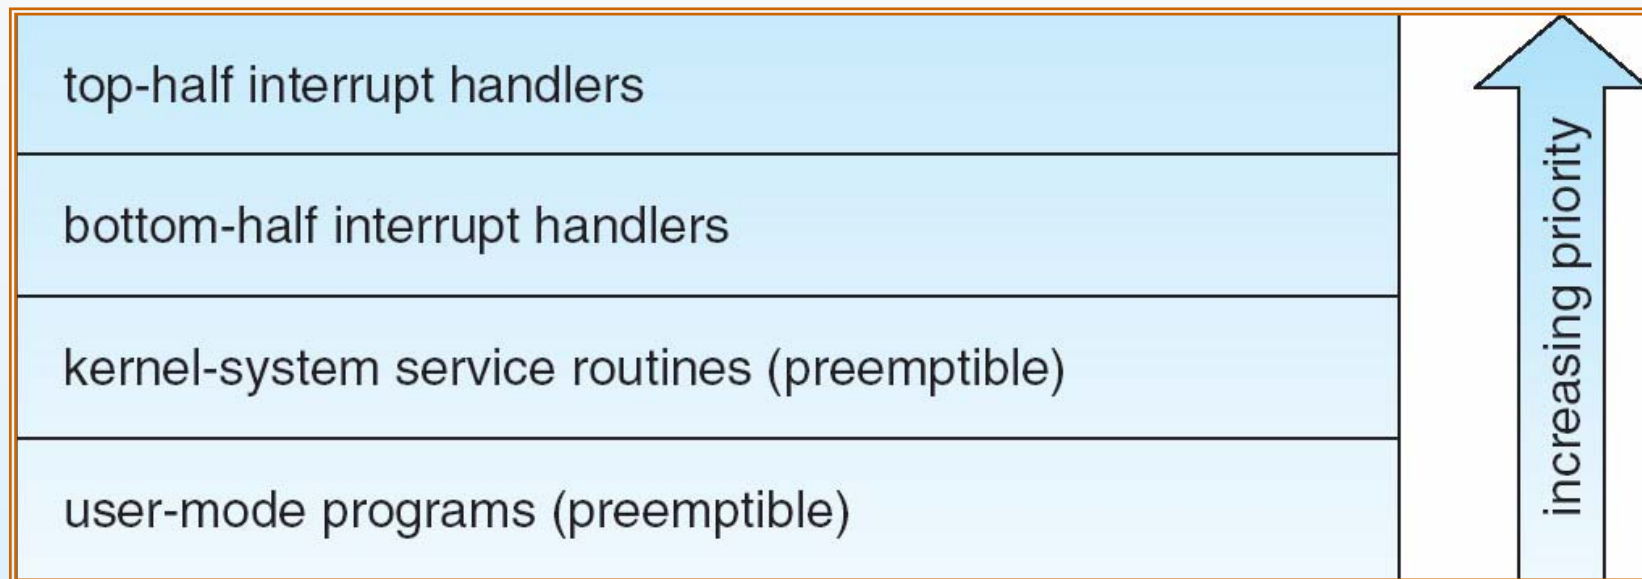 top-half interrupt handlers
bottom-half interrupt handlers
kernel-system service routines (preemptible)
user-mode programs (preemptible)
increasing priority